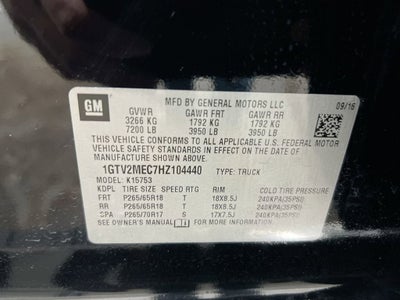 GM MFD BY GENERAL MOTORS LLC 09/16
GVWR GAWR FRT GAWR RR
3266 KG 1792 KG 1792 KG
7200 LB 3950 LB 3950 LB
THIS VEHICLE CONFORMS TO ALL APPLICABLE
U.S. FEDERAL MOTOR VEHICLE SAFETY AND
THEFT PREVENTION STANDARDS IN EFFECT ON
THE DATE OF MANUFACTURE SHOWN ABOVE.
1GTV2MEC7HZ104440 TYPE: TRUCK
MODEL: K15753
TIRE SIZE SPEED RTG RIM COLD TIRE PRESSURE
FRT P265/65R18 T 18X8.5J 240KPA(35PSI)
RR P265/65R18 T 18X8.5J 240KPA(35PSI)
SPA P265/70R17 T 17X7.5J 240KPA(35PSI)
SEE OWNER'S MANUAL FOR MORE INFORMATION.